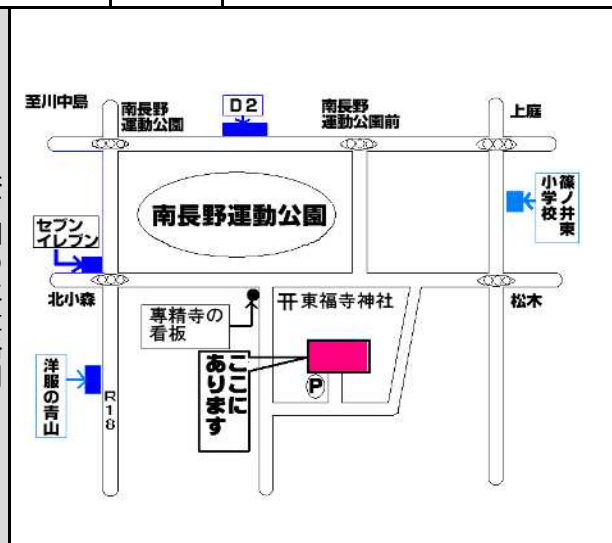 至川中島
南長野
運動公園
D2
南長野
運動公園前
上庭
篠ノ井東
小学校
南長野運動公園
セブン
イレブン
北小森
専精寺の
看板
东福寺神社
松木
ここに
あります
P
洋服の青山
R18